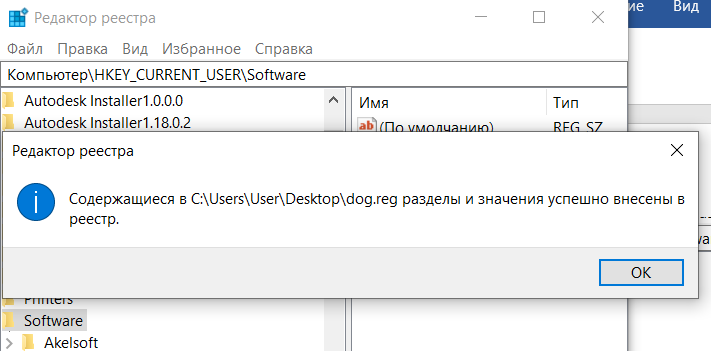 Редактор реестра
ние Вид
Файл Правка Вид Избранное Справка
Компьютер\HKEY_CURRENT_USER\Software
Autodesk Installer1.0.0.0
Autodesk Installer1.18.0.2
Имя Тип
ab (По умолчанию) REG_SZ
Редактор реестра
Содержащиеся в C:\Users\User\Desktop\dog.reg разделы и значения успешно внесены в
реестр.
OK
Printers
Software
Akelsoft